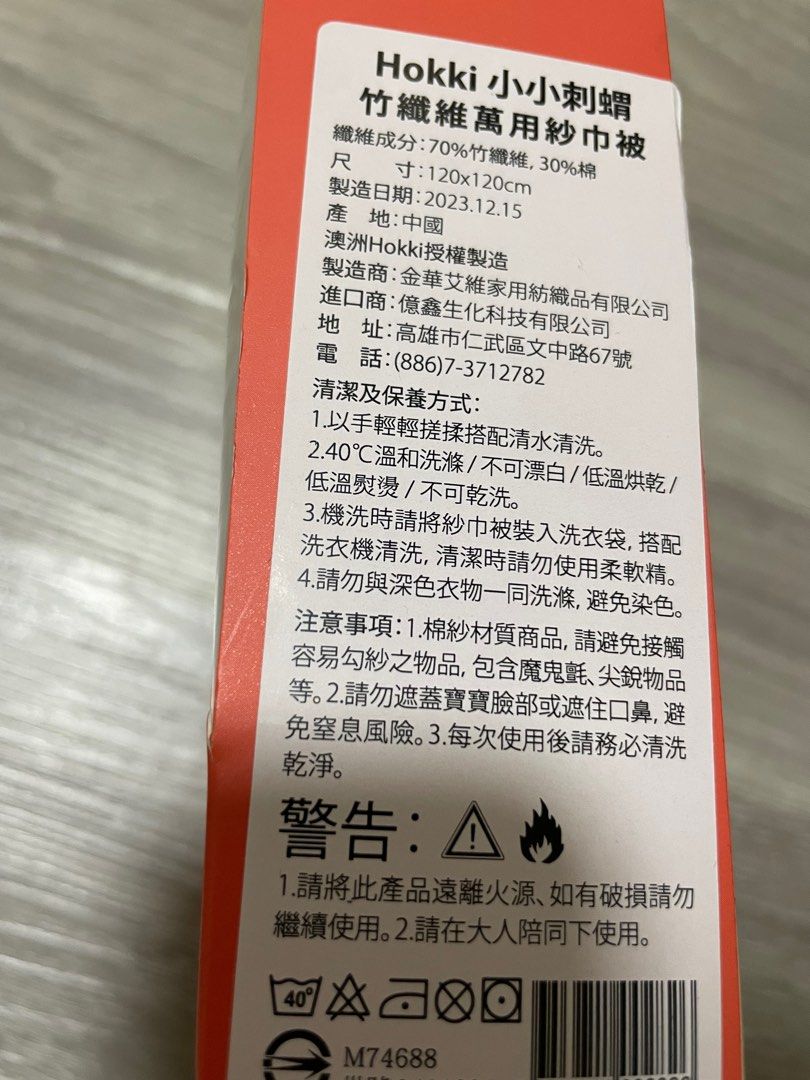 Hokki 小小刺蝟
竹纖維萬用紗巾被
纖維成分:70%竹纖維, 30%棉
尺 寸:120x120cm
製造日期:2023.12.15
產 地:中國
澳洲Hokki授權製造
製造商:金華艾維家用紡織品有限公司
進口商:億鑫生化科技有限公司
地 址:高雄市仁武區文中路67號
電 話:(886)7-3712782
清潔及保養方式:
1.以手輕輕搓揉搭配清水清洗。
2.40℃溫和洗滌/不可漂白/低溫烘乾/
低溫熨燙/不可乾洗。
3.機洗時請將紗巾被裝入洗衣袋, 搭配
洗衣機清洗, 清潔時請勿使用柔軟精。
4.請勿與深色衣物一同洗滌, 避免染色。
注意事項:1.棉紗材質商品, 請避免接觸
容易勾紗之物品, 包含魔鬼氈、尖銳物品
等。2.請勿遮蓋寶寶臉部或遮住口鼻, 避
免窒息風險。3.每次使用後請務必清洗
乾淨。
警告:
1.請將此產品遠離火源、如有破損請勿
繼續使用。2.請在大人陪同下使用。
40°
M74688